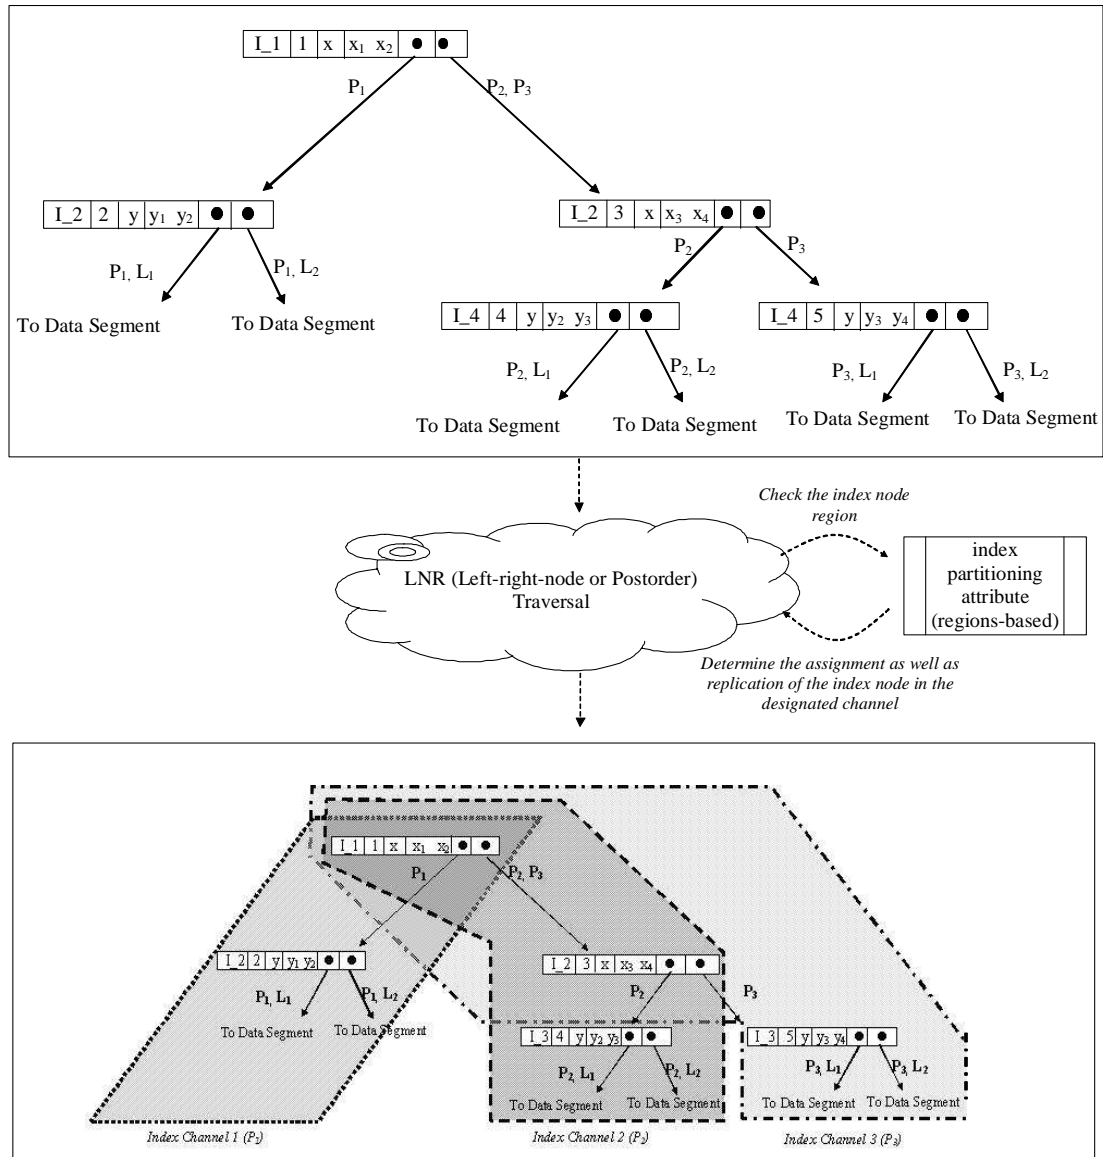 I_1 1 x x₁ x₂
P₁
P₂, P₃
I_2 2 y y₁ y₂
I_2 3 x x₃ x₄
P₁, L₁
P₁, L₂
P₂
P₃
To Data Segment
To Data Segment
I_4 4 y y₂ y₃
I_4 5 y y₃ y₄
P₂, L₁
P₂, L₂
P₃, L₁
P₃, L₂
To Data Segment
To Data Segment
To Data Segment
To Data Segment
Check the index node
region
LNR (Left-right-node or Postorder)
Traversal
index
partitioning
attribute
(regions-based)
Determine the assignment as well as
replication of the index node in the
designated channel
I_1 1 x x₁ x₂
P₁
P₂, P₃
I_2 2 y y₁ y₂
I_2 3 x x₃ x₄
P₁, L₁
P₁, L₂
P₂
P₃
To Data Segment
To Data Segment
I_3 4 y y₂ y₃
I_3 5 y y₃ y₄
P₂, L₁
P₂, L₂
P₃, L₁
P₃, L₂
To Data Segment
To Data Segment
To Data Segment
To Data Segment
Index Channel 1 (P₁)
Index Channel 2 (P₂)
Index Channel 3 (P₃)